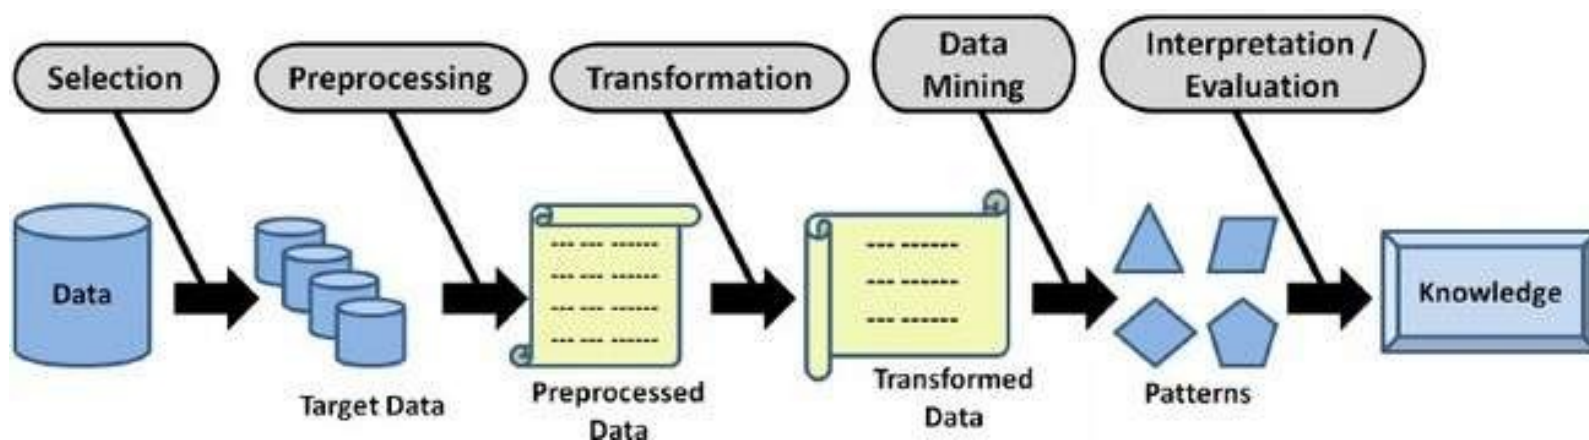 Selection
Preprocessing
Transformation
Data
Mining
Interpretation /
Evaluation
Data
Target Data
Preprocessed
Data
Transformed
Data
Patterns
Knowledge